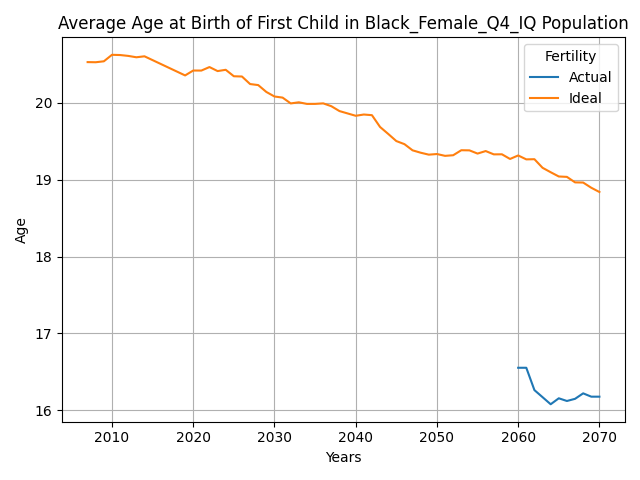 Average Age at Birth of First Child in Black_Female_Q4_IQ Population
Fertility
Actual
Ideal
Age
20
19
18
17
16
2010 2020 2030 2040 2050 2060 2070
Years